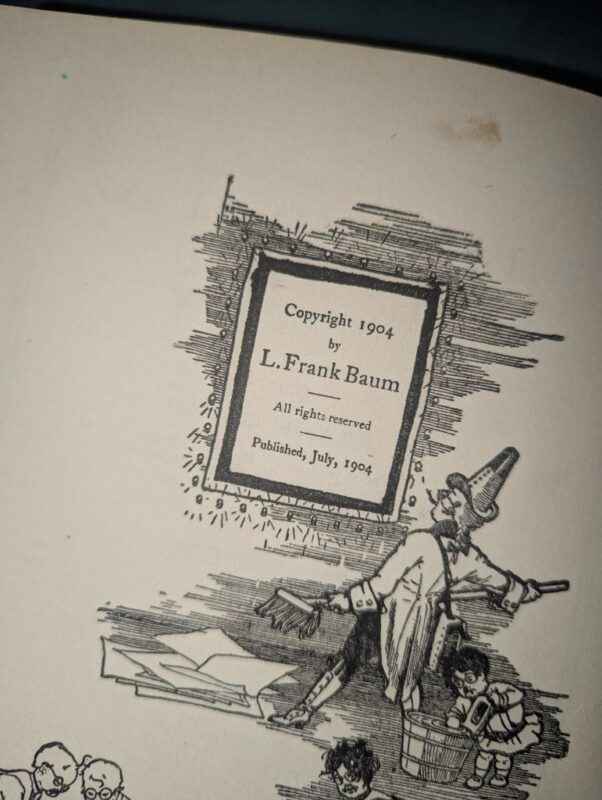 Copyright 1904
by
L. Frank Baum
All rights reserved
Published, July, 1904